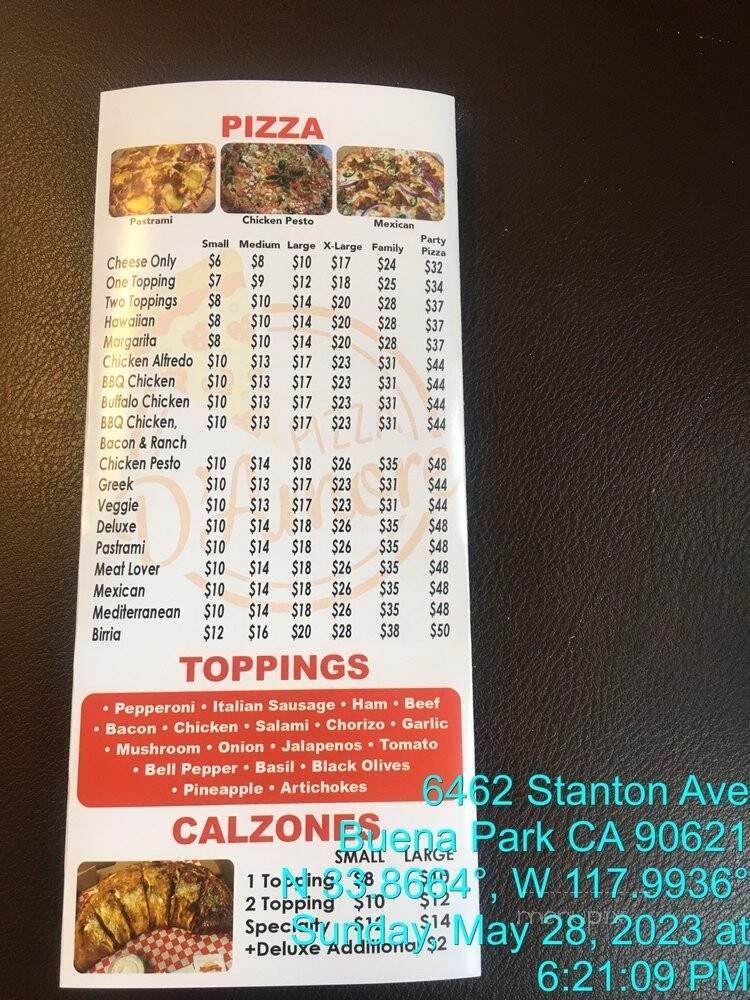 PIZZA
Pastrami Chicken Pesto Mexican
Small Medium Large X-Large Family Party Pizza
Cheese Only $6 $8 $10 $17 $24 $32
One Topping $7 $9 $12 $18 $25 $34
Two Toppings $8 $10 $14 $20 $28 $37
Hawaiian $8 $10 $14 $20 $28 $37
Margarita $8 $10 $14 $20 $28 $37
Chicken Alfredo $10 $13 $17 $23 $31 $44
BBQ Chicken $10 $13 $17 $23 $31 $44
Buffalo Chicken $10 $13 $17 $23 $31 $44
BBQ Chicken, $10 $13 $17 $23 $31 $44
Bacon & Ranch
Chicken Pesto $10 $14 $18 $26 $35 $48
Greek $10 $13 $17 $23 $31 $44
Veggie $10 $13 $17 $23 $31 $44
Deluxe $10 $14 $18 $26 $35 $48
Pastrami $10 $14 $18 $26 $35 $48
Meat Lover $10 $14 $18 $26 $35 $48
Mexican $10 $14 $18 $26 $35 $48
Mediterranean $10 $14 $18 $26 $35 $48
Birria $12 $16 $20 $28 $38 $50
PIZZA
D'Amore
TOPPINGS
• Pepperoni • Italian Sausage • Ham • Beef
• Bacon • Chicken • Salami • Chorizo • Garlic
• Mushroom • Onion • Jalapenos • Tomato
• Bell Pepper • Basil • Black Olives
• Pineapple • Artichokes
CALZONES
SMALL LARGE
1 Topping $8 $10
2 Topping $10 $12
Specialty $14
+Deluxe Additional $2
6462 Stanton Ave
Buena Park CA 90621
N 33.8664°, W 117.9936°
Sunday, May 28, 2023 at
6:21:09 PM